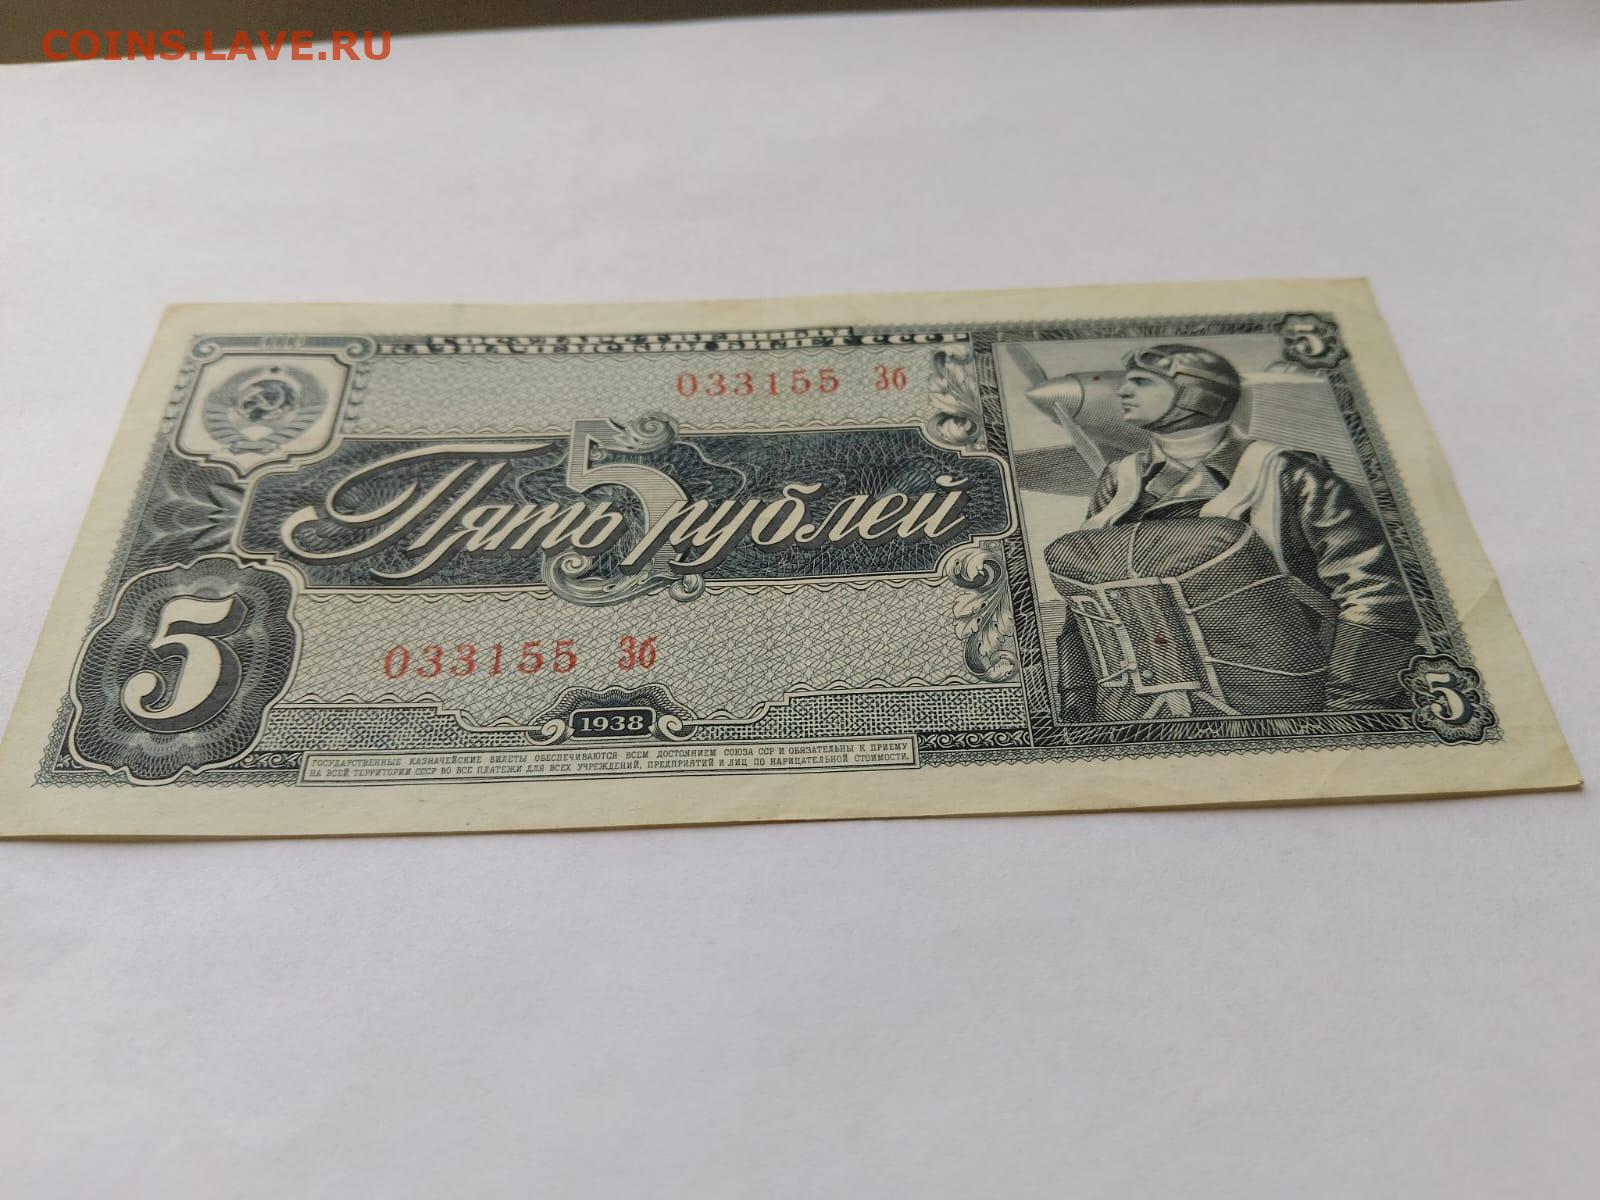 COINS.LAVE.RU
СССР
ГОСУДАРСТВЕННЫЙ
КАЗНАЧЕЙСКИЙ БИЛЕТ СССР
5
033155 Зб
5
Пять рублей
5
033155 Зб
5
1938
ГОСУДАРСТВЕННЫЕ КАЗНАЧЕЙСКИЕ БИЛЕТЫ ОБЕСПЕЧИВАЮТСЯ ВСЕМ ДОСТОЯНИЕМ СОЮЗА ССР И ОБЯЗАТЕЛЬНЫ К ПРИЕМУ
НА ВСЕЙ ТЕРРИТОРИИ СССР ВО ВСЕ ПЛАТЕЖИ ДЛЯ ВСЕХ УЧРЕЖДЕНИЙ, ПРЕДПРИЯТИЙ И ЛИЦ ПО НАРИЦАТЕЛЬНОЙ СТОИМОСТИ.